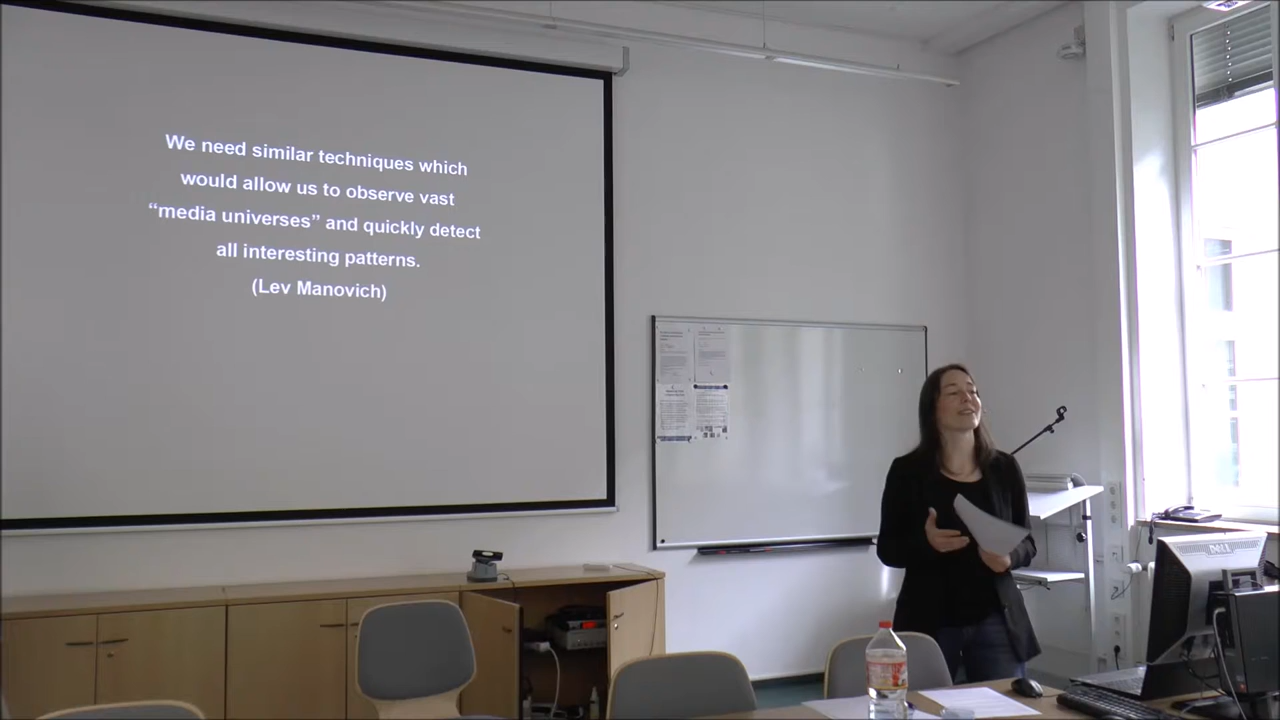 We need similar techniques which
would allow us to observe vast
“media universes” and quickly detect
all interesting patterns.
(Lev Manovich)
DELL